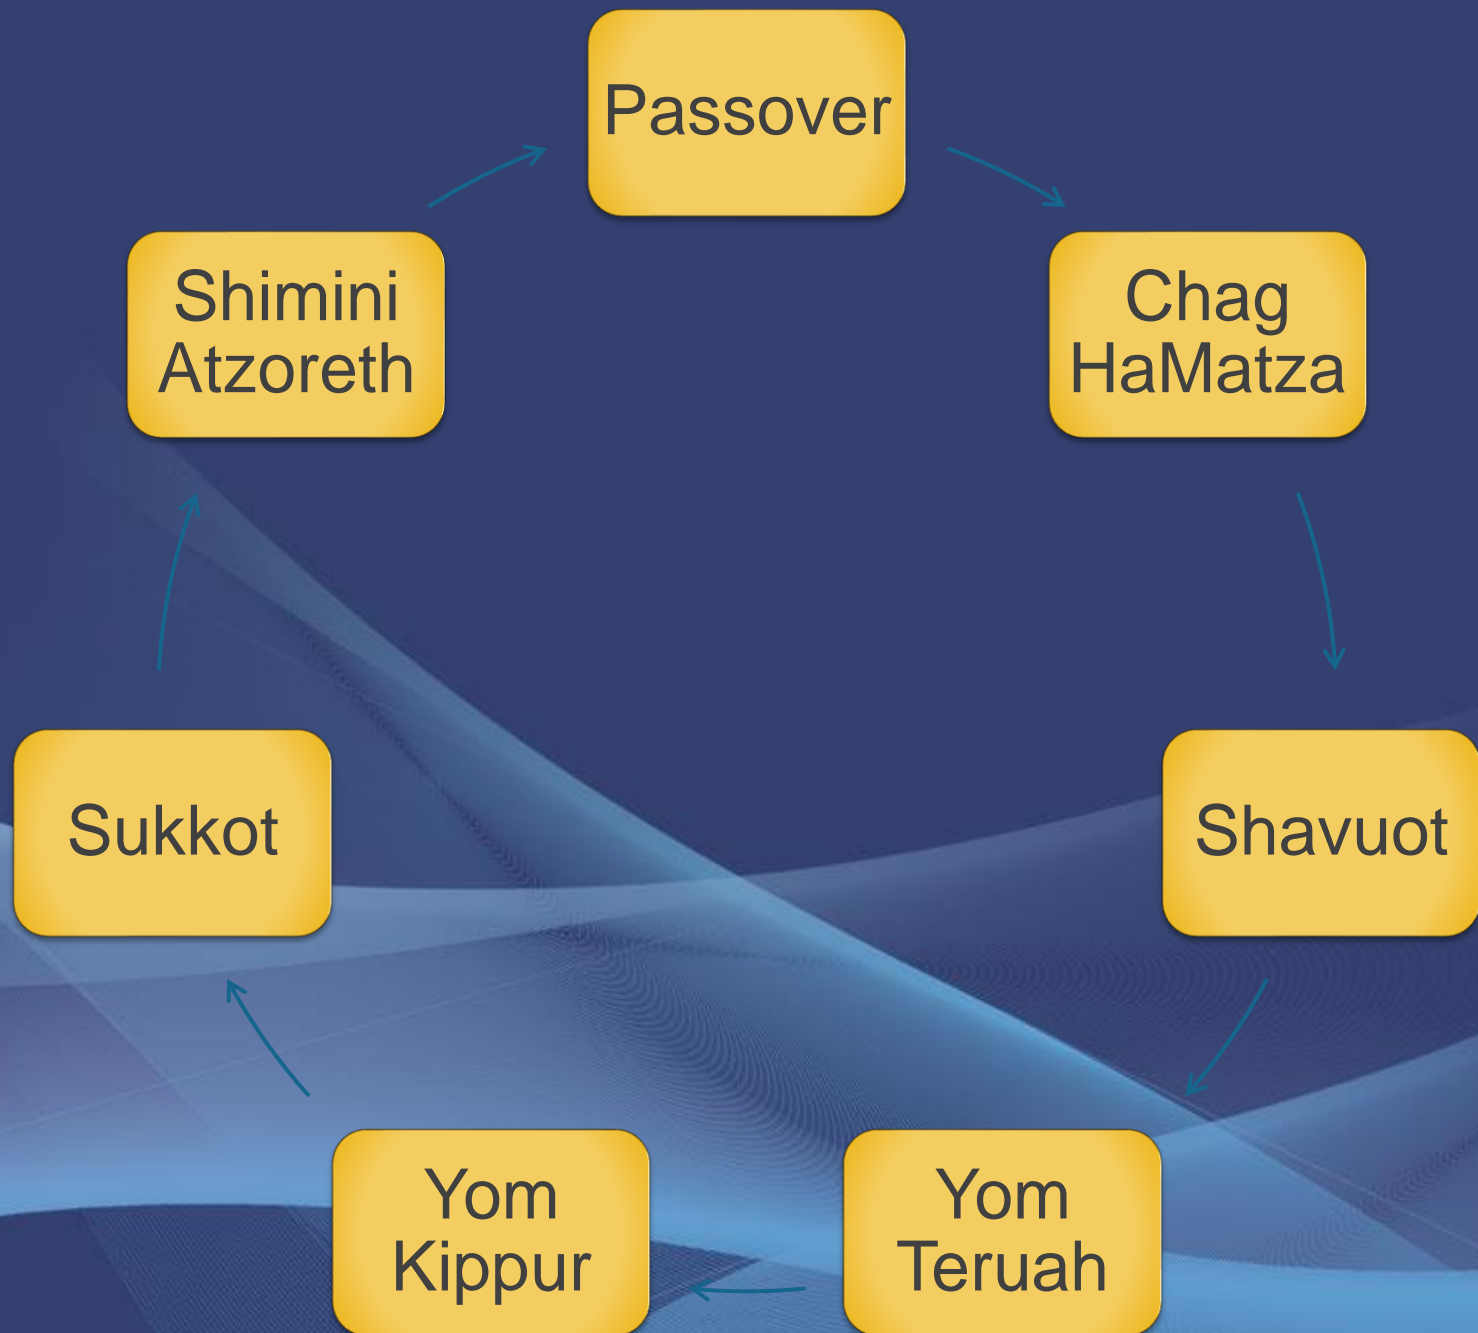 Passover
Chag
HaMatza
Shavuot
Yom
Teruah
Yom
Kippur
Sukkot
Shimini
Atzoreth